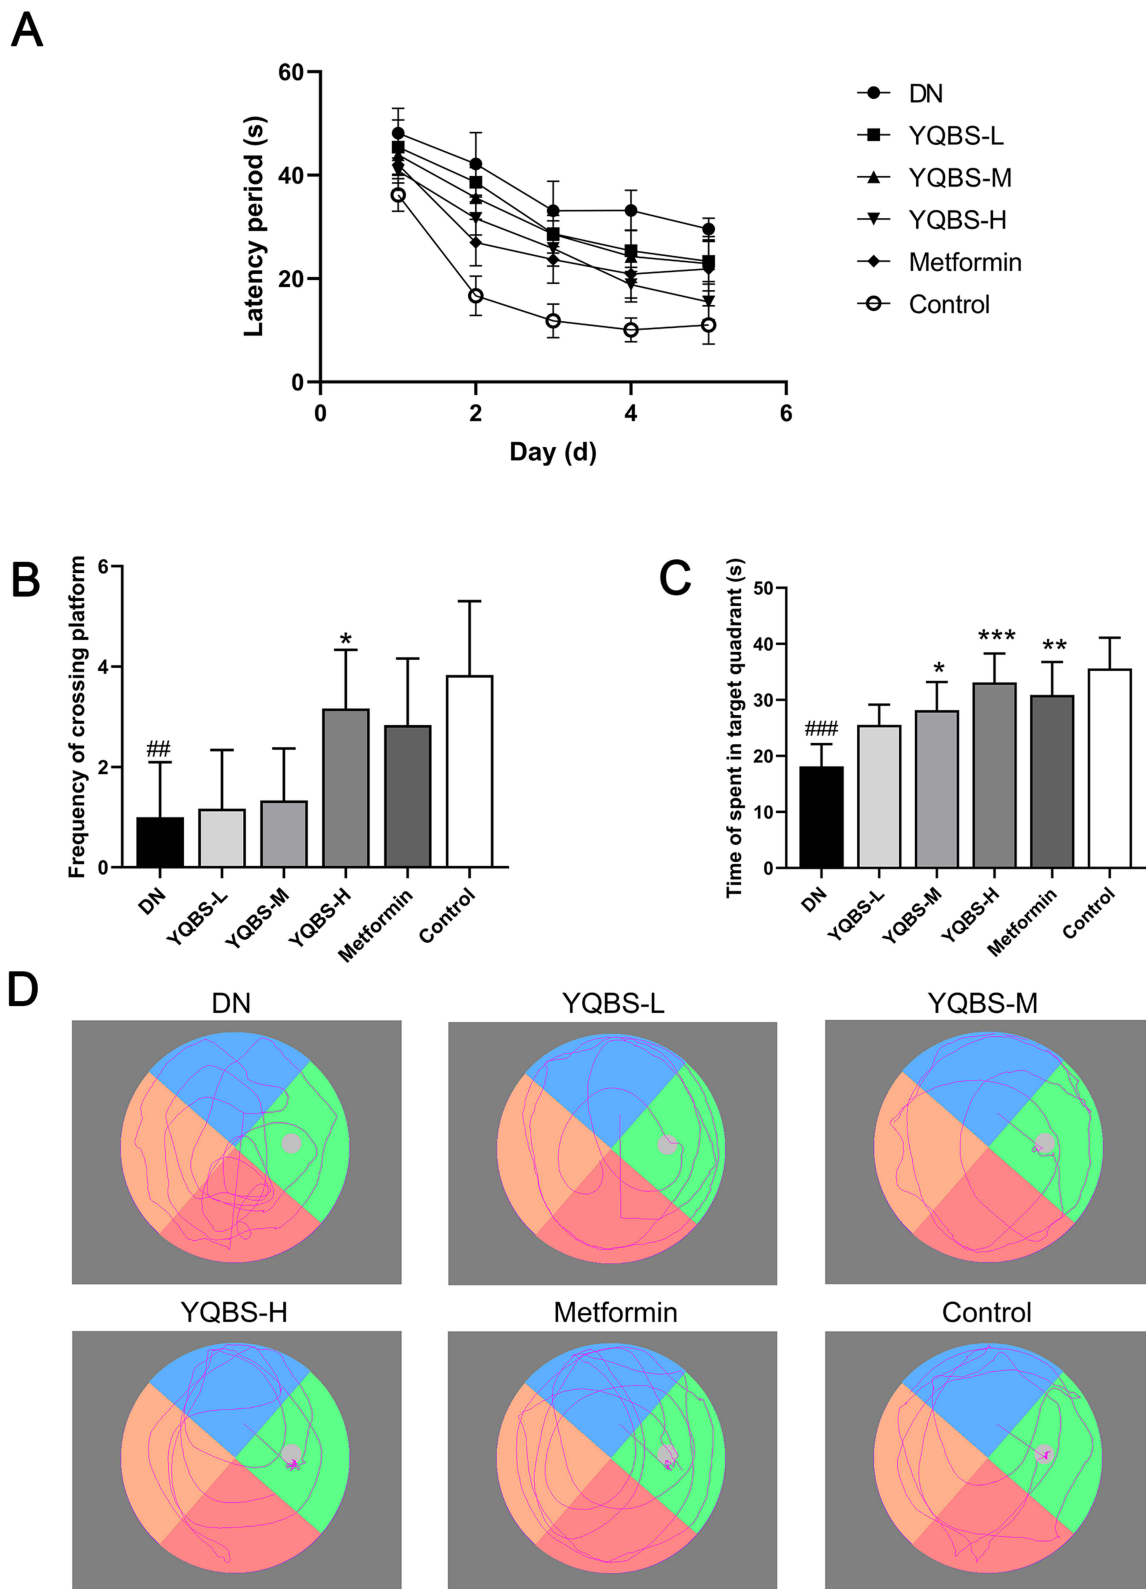 A
Latency period (s)
60
40
20
0
0
2
4
6
Day (d)
DN
YQBS-L
YQBS-M
YQBS-H
Metformin
Control
B
Frequency of crossing platform
6
4
2
0
##
*
DN
YQBS-L
YQBS-M
YQBS-H
Metformin
Control
C
Time of spent in target quadrant (s)
50
40
30
20
10
0
###
*
***
**
DN
YQBS-L
YQBS-M
YQBS-H
Metformin
Control
D
DN
YQBS-L
YQBS-M
YQBS-H
Metformin
Control